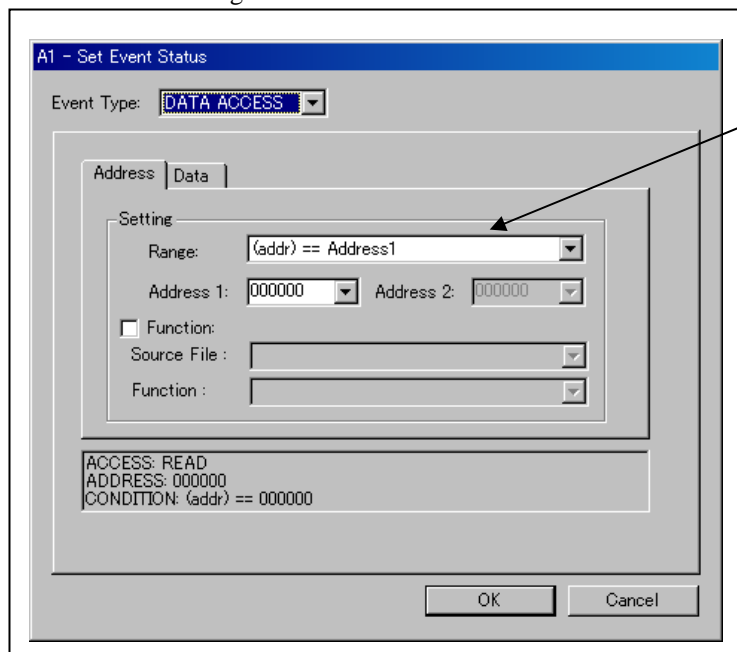 A1 - Set Event Status
Event Type: DATA ACCESS
Address Data
Setting
Range: (addr) == Address1
Address 1: 000000 Address 2: 000000
Function:
Source File :
Function :
ACCESS: READ
ADDRESS: 000000
CONDITION: (addr) == 000000
OK Cancel